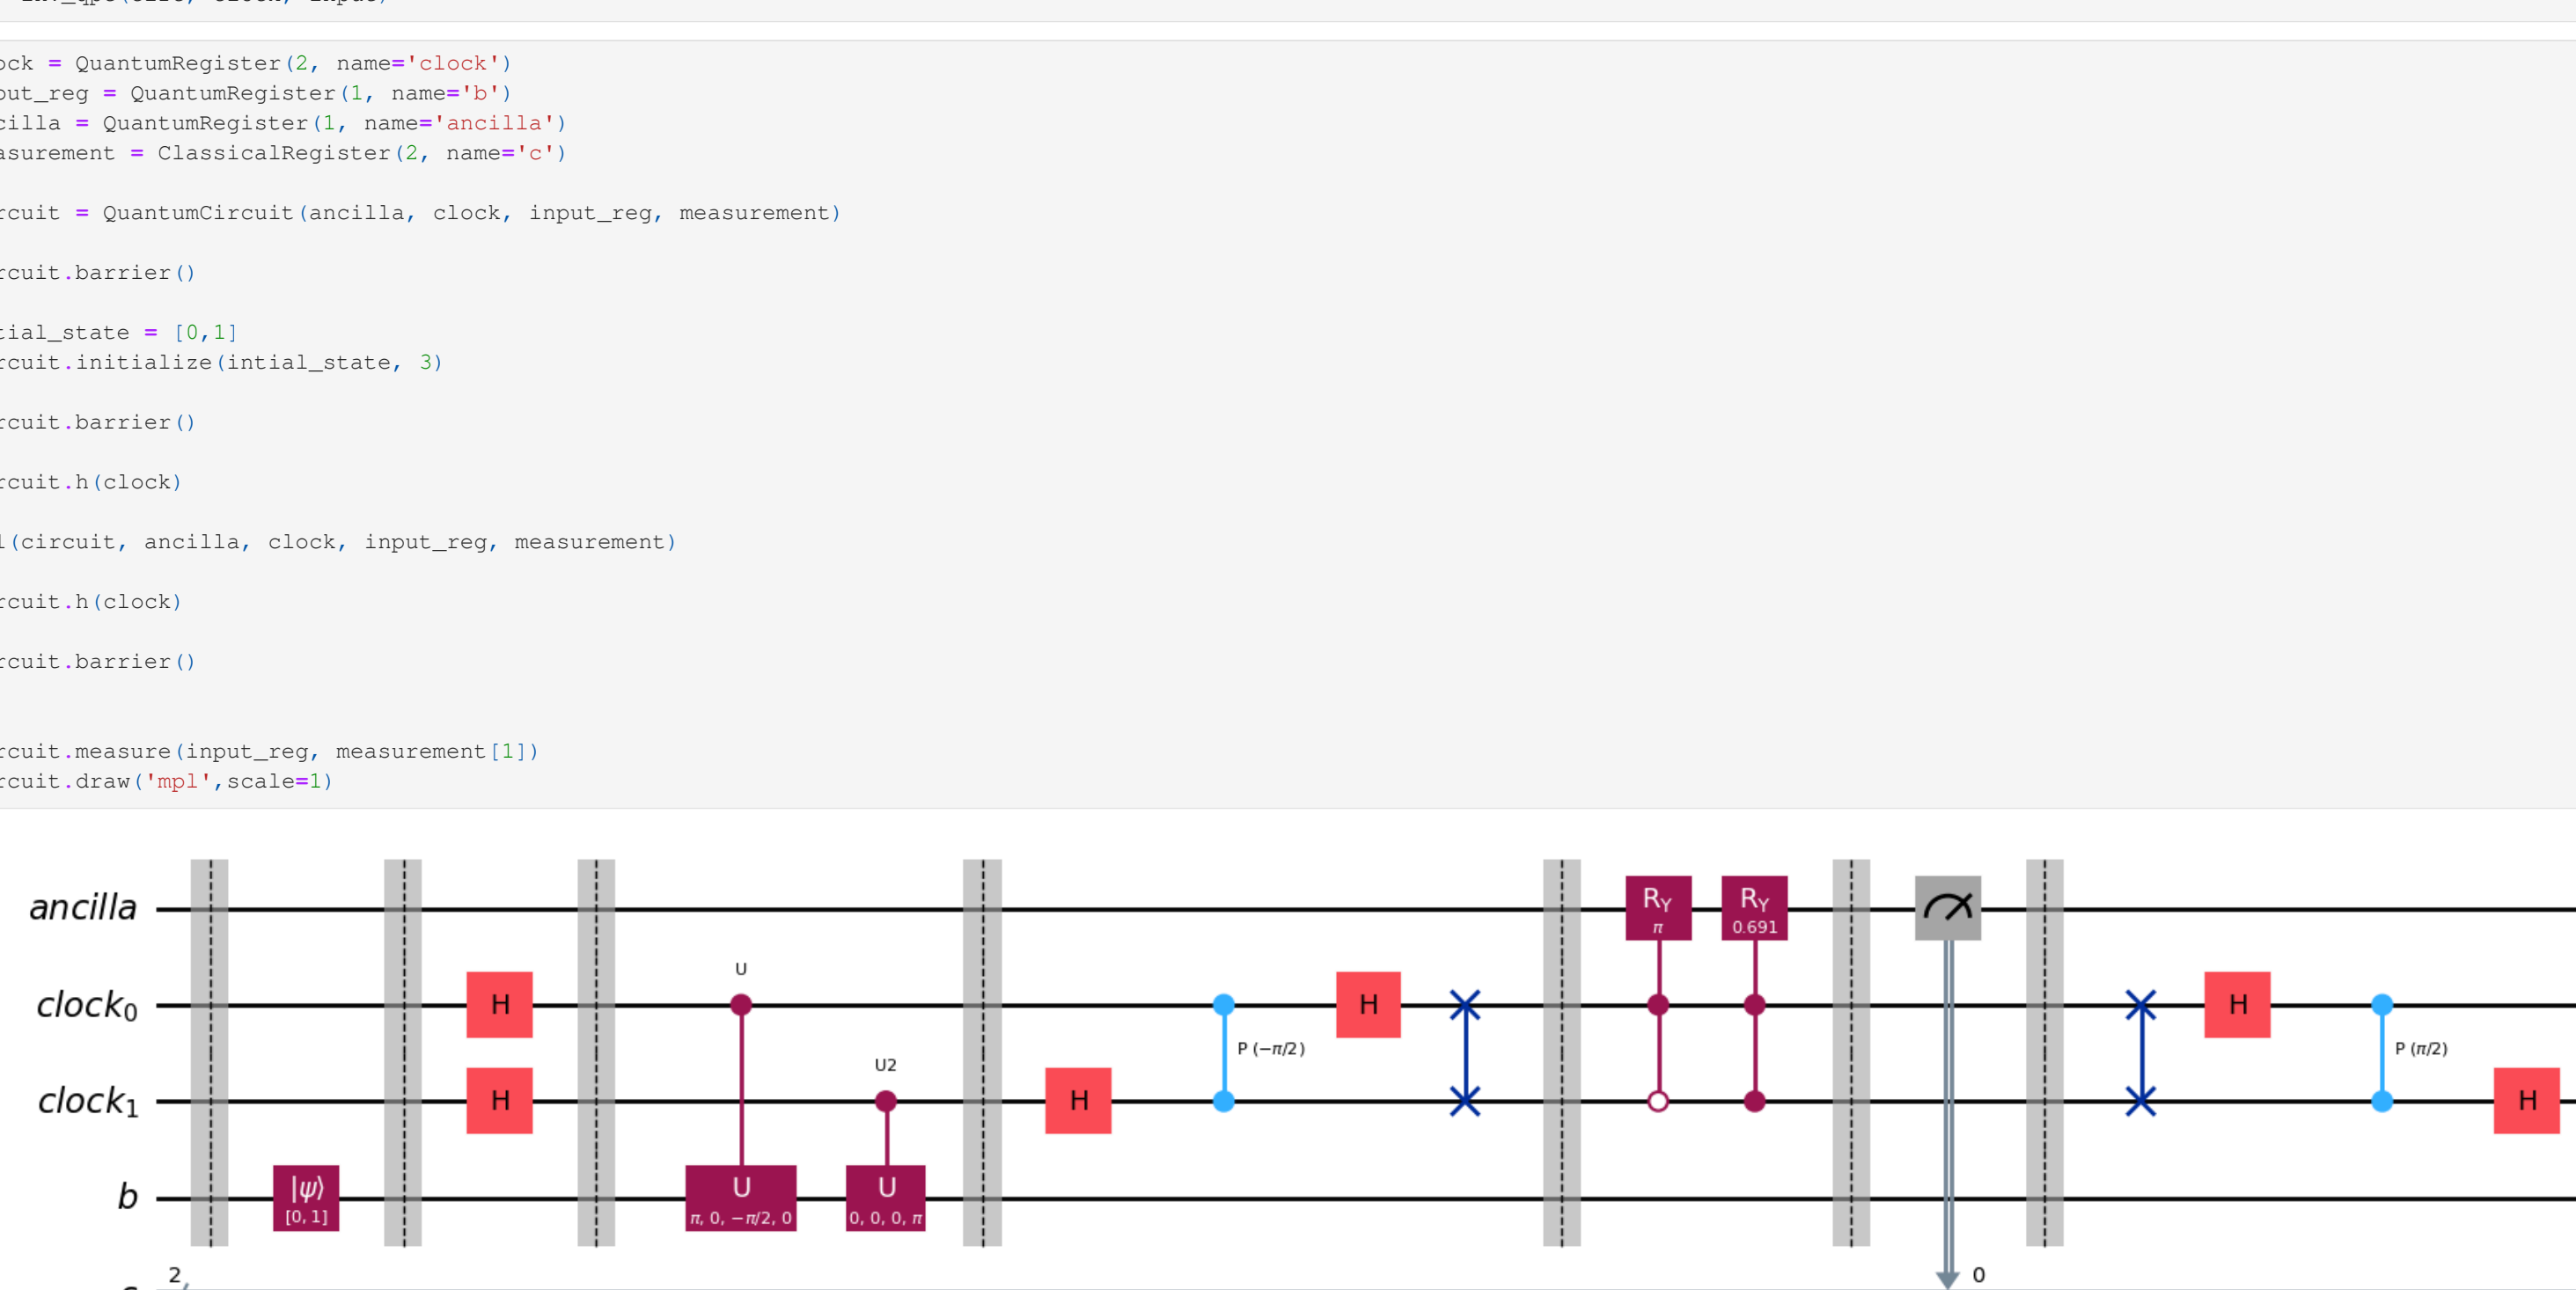 ock = QuantumRegister(2, name='clock')
put_reg = QuantumRegister(1, name='b')
cilla = QuantumRegister(1, name='ancilla')
asurement = ClassicalRegister(2, name='c')
rcuit = QuantumCircuit(ancilla, clock, input_reg, measurement)
rcuit.barrier()
tial_state = [0,1]
rcuit.initialize(intial_state, 3)
rcuit.barrier()
rcuit.h(clock)
l(circuit, ancilla, clock, input_reg, measurement)
rcuit.h(clock)
rcuit.barrier()
rcuit.measure(input_reg, measurement[1])
rcuit.draw('mpl',scale=1)
ancilla RY π RY 0.691
clock0 H U H H
clock1 H U2 H P (−π/2) P (π/2) H
b |ψ⟩ [0, 1] U π, 0, −π/2, 0 U 0, 0, 0, π
2 0